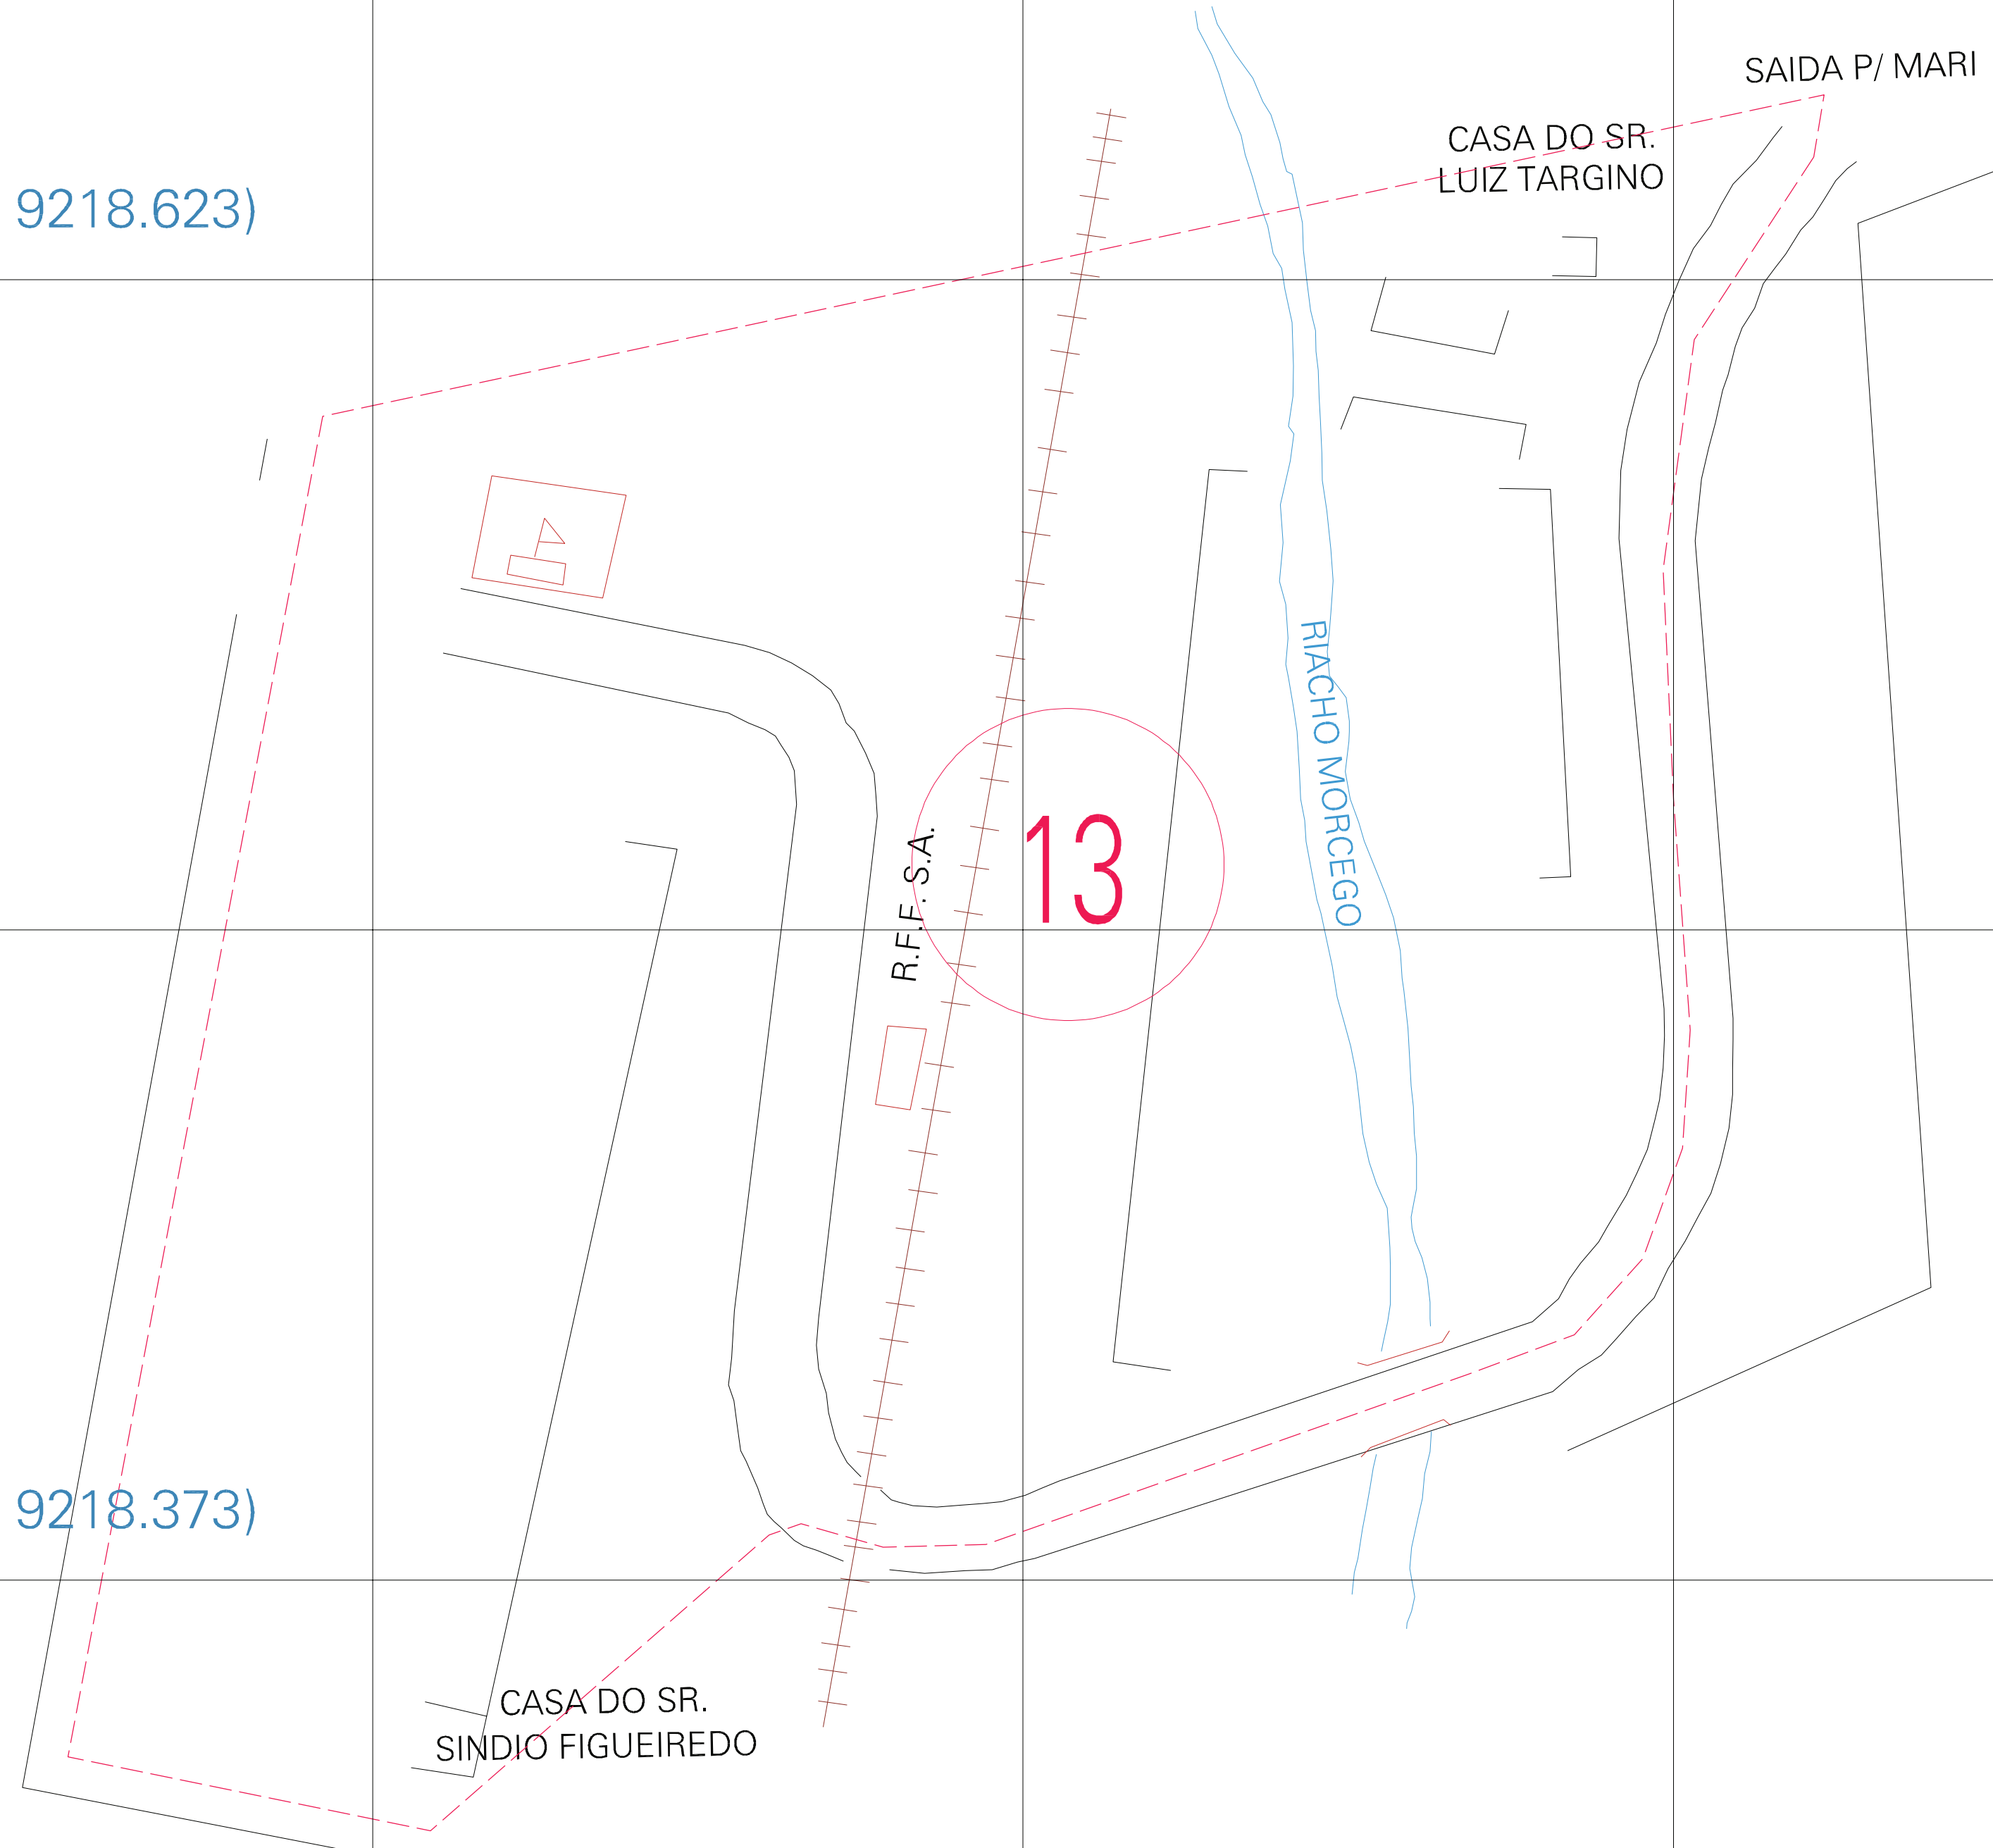 SAIDA P/ MARI
CASA DO SR.
LUIZ TARGINO
9218.623)
RIACHO MORCEGO
13
R.F.F.S.A.
9218.373)
CASA DO SR.
SINDIO FIGUEIREDO